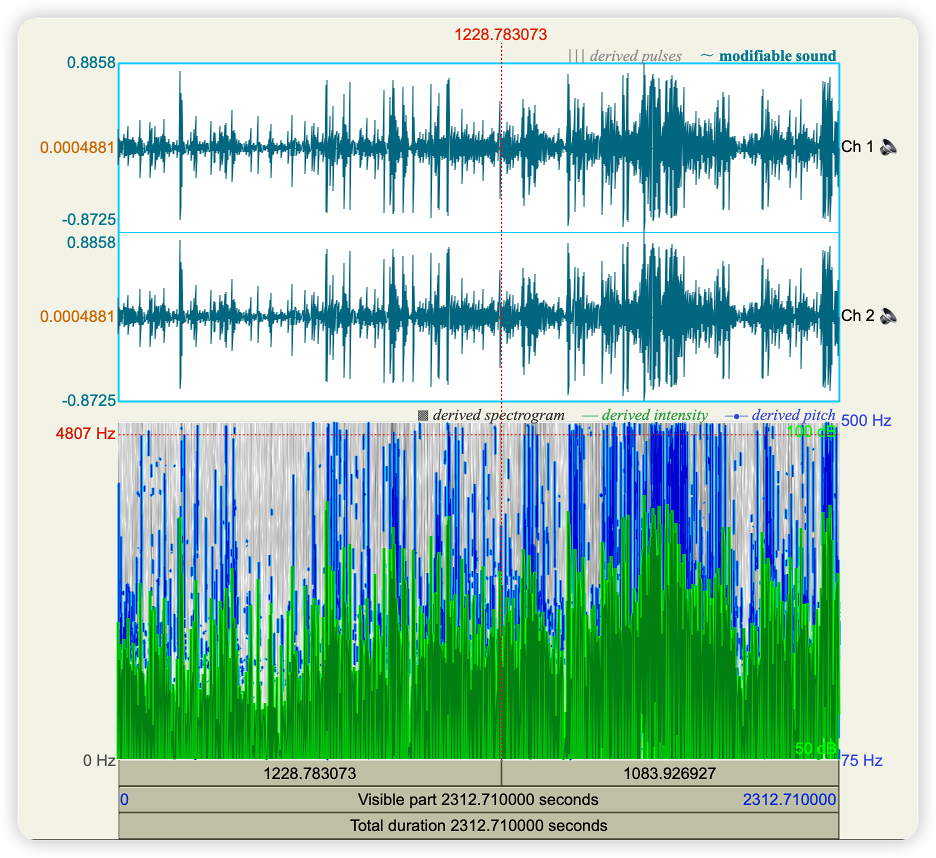 1228.783073
derived pulses modifiable sound
0.8858
0.0004881
Ch 1
-0.8725
0.8858
0.0004881
Ch 2
-0.8725
derived spectrogram derived intensity derived pitch
500 Hz
4807 Hz
100 dB
50 dB
0 Hz
75 Hz
1228.783073 1083.926927
0 Visible part 2312.710000 seconds 2312.710000
Total duration 2312.710000 seconds